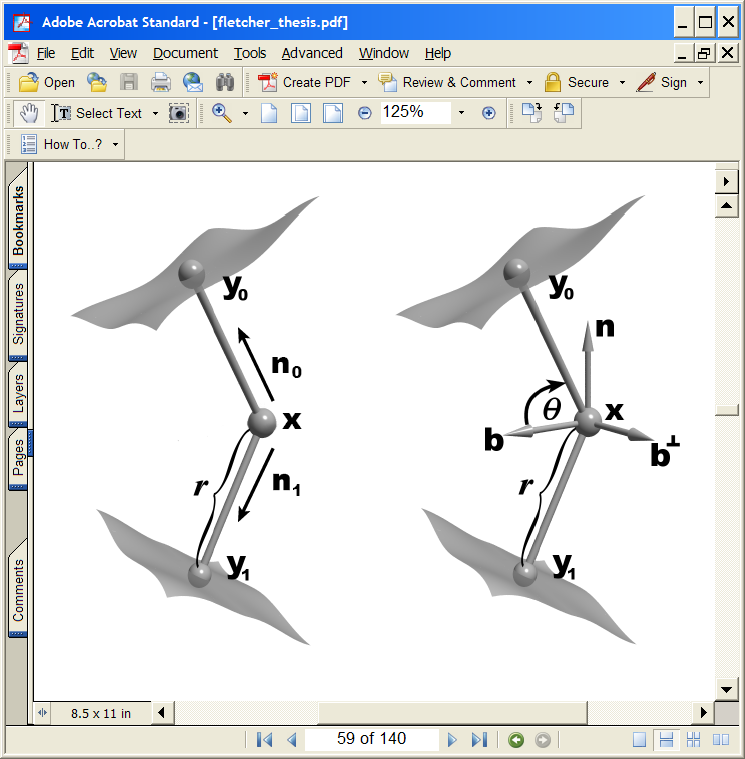 Adobe Acrobat Standard - [fletcher_thesis.pdf]
File Edit View Document Tools Advanced Window Help
Open Create PDF Review & Comment Secure Sign
Select Text 125%
How To..?
Bookmarks
Signatures
Layers
Pages
Comments
y₀
n₀
x
r
n₁
y₁
y₀
n
θ
x
b
b⊥
r
y₁
8.5 x 11 in
59 of 140